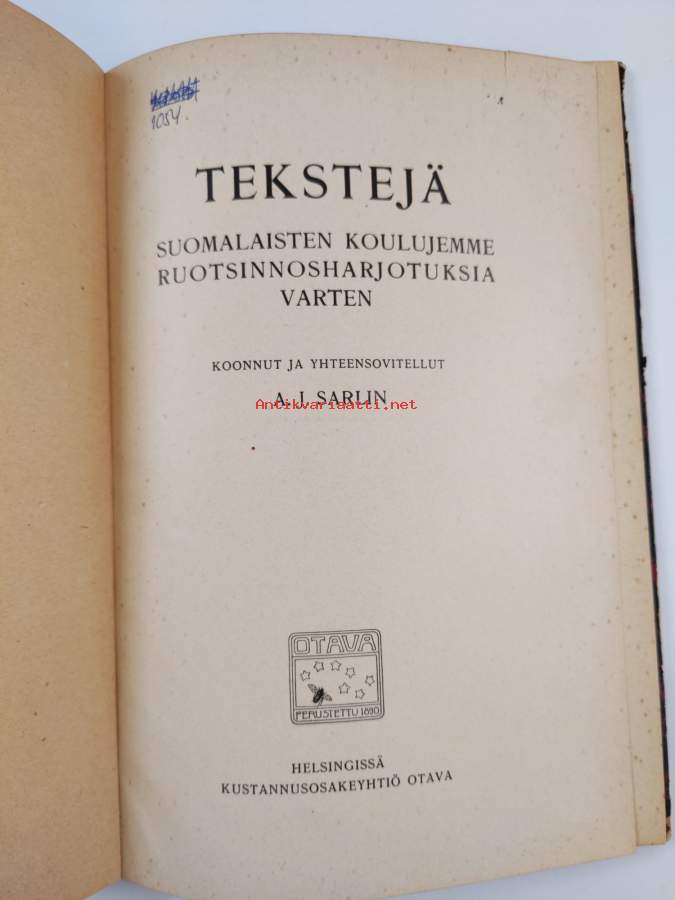 1054.
TEKSTEJÄ
SUOMALAISTEN KOULUJEMME
RUOTSINNOSHARJOTUKSIA
VARTEN
KOONNUT JA YHTEENSOVITELLUT
A. J. SARLIN
Antikvariaatti.net
OTAVA
PERUSTETTU 1890
HELSINGISSÄ
KUSTANNUSOSAKEYHTIÖ OTAVA